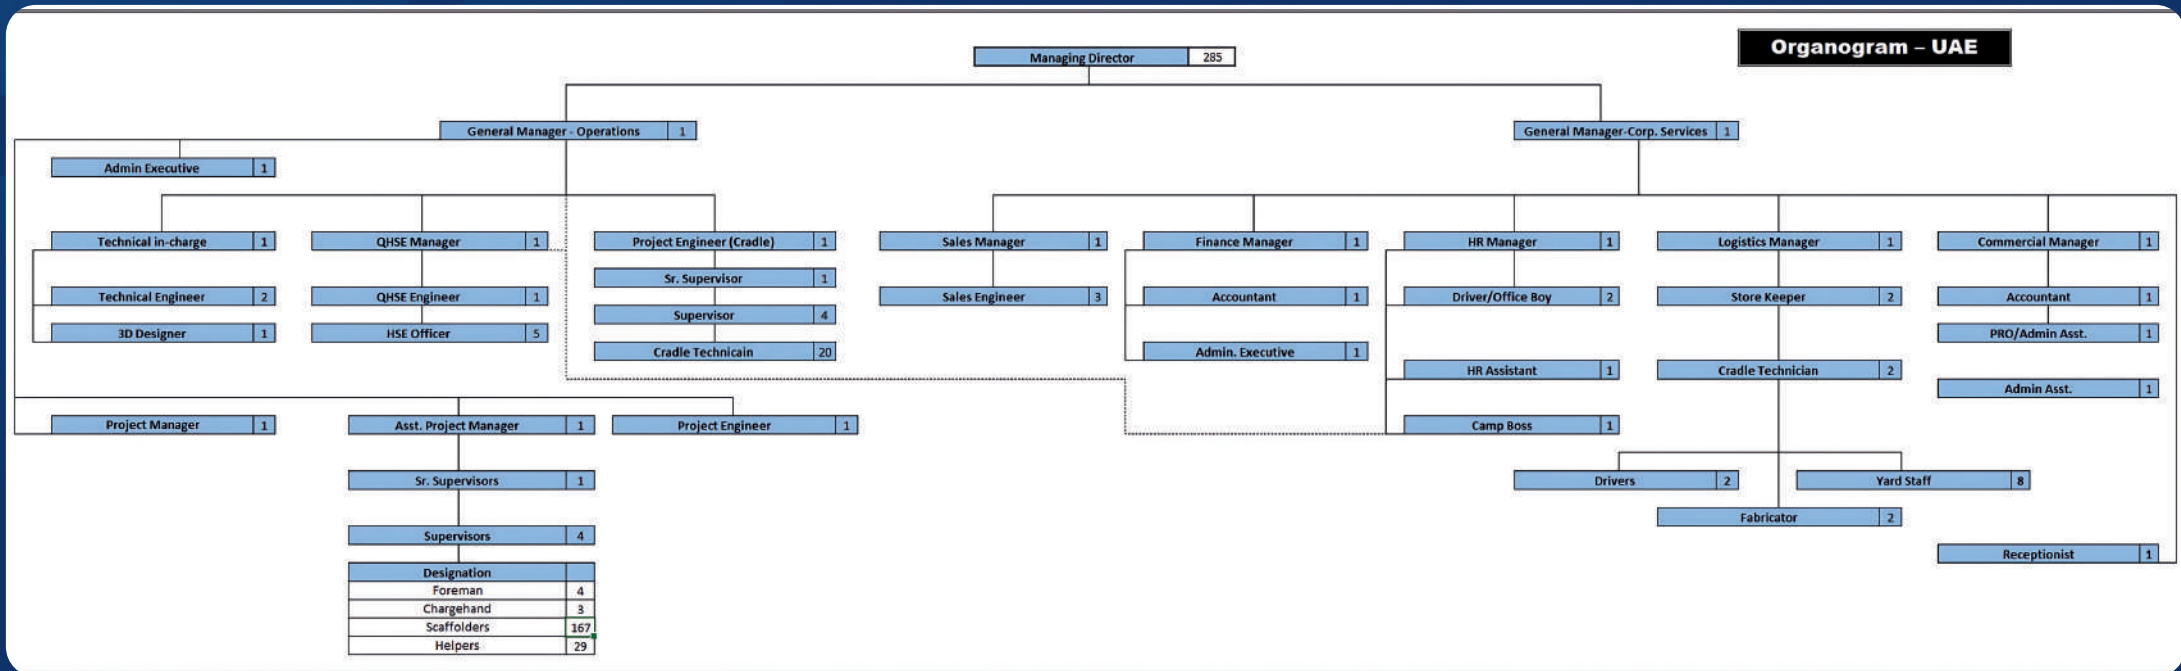 Organogram – UAE
Managing Director 285
General Manager - Operations 1
General Manager-Corp. Services 1
Admin Executive 1
Technical in-charge 1
QHSE Manager 1
Project Engineer (Cradle) 1
Sales Manager 1
Finance Manager 1
HR Manager 1
Logistics Manager 1
Commercial Manager 1
Sr. Supervisor 1
Technical Engineer 2
QHSE Engineer 1
Sales Engineer 3
Accountant 1
Driver/Office Boy 2
Store Keeper 2
Accountant 1
Supervisor 4
3D Designer 1
HSE Officer 5
PRO/Admin Asst. 1
Cradle Technicain 20
Admin. Executive 1
HR Assistant 1
Cradle Technician 2
Admin Asst. 1
Project Manager 1
Asst. Project Manager 1
Project Engineer 1
Camp Boss 1
Sr. Supervisors 1
Drivers 2
Yard Staff 8
Fabricator 2
Supervisors 4
Receptionist 1
Designation
Foreman 4
Chargehand 3
Scaffolders 167
Helpers 29